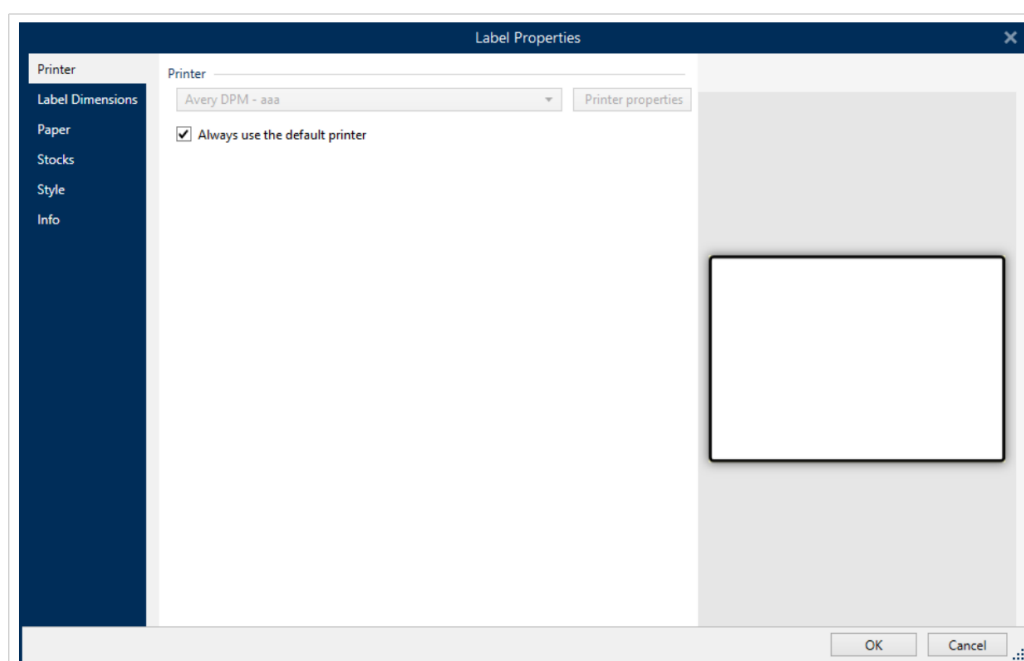 Label Properties
Printer
Label Dimensions
Paper
Stocks
Style
Info
Printer
Avery DPM - aaa
Printer properties
Always use the default printer
OK
Cancel